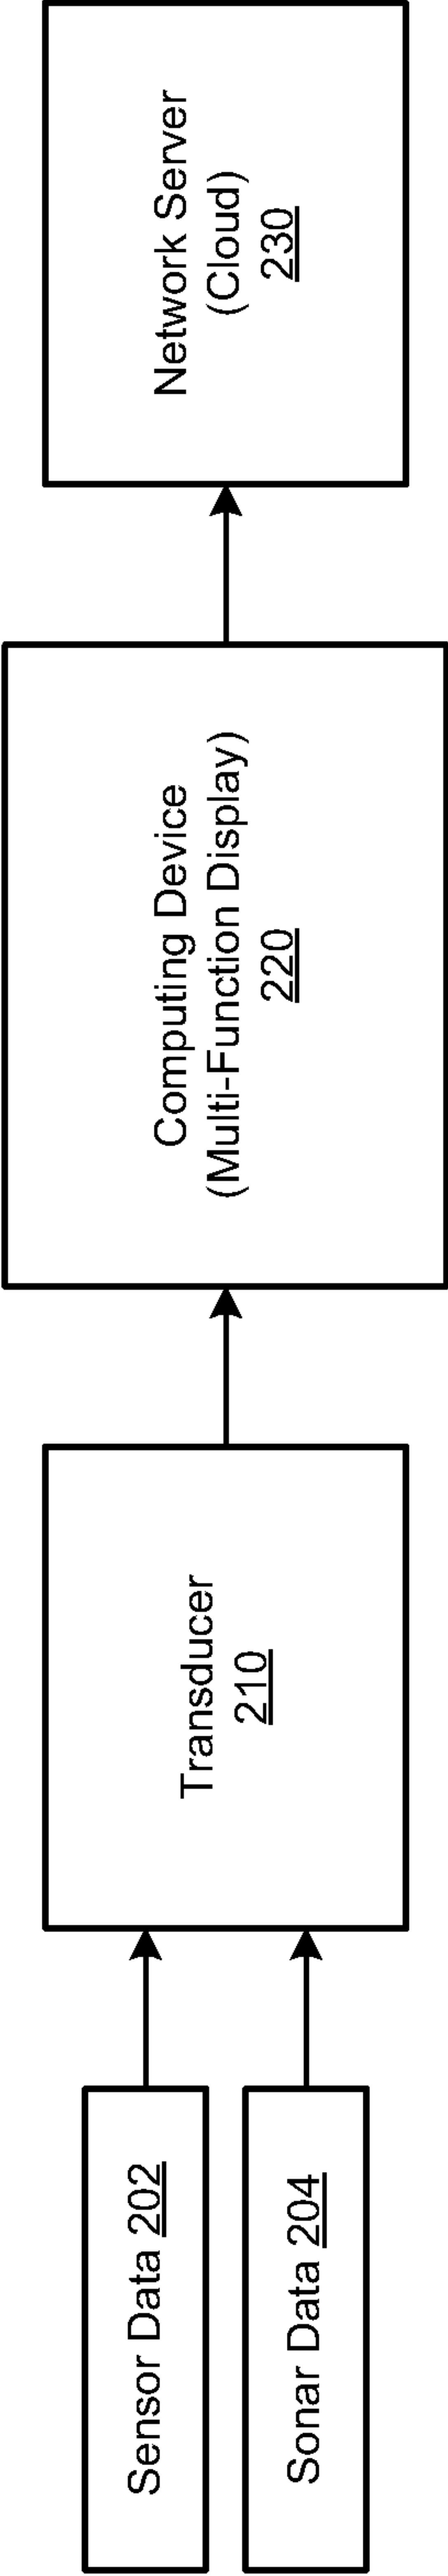 Sensor Data 202
Sonar Data 204
Transducer
210
Computing Device
(Multi-Function Display)
220
Network Server
(Cloud)
230